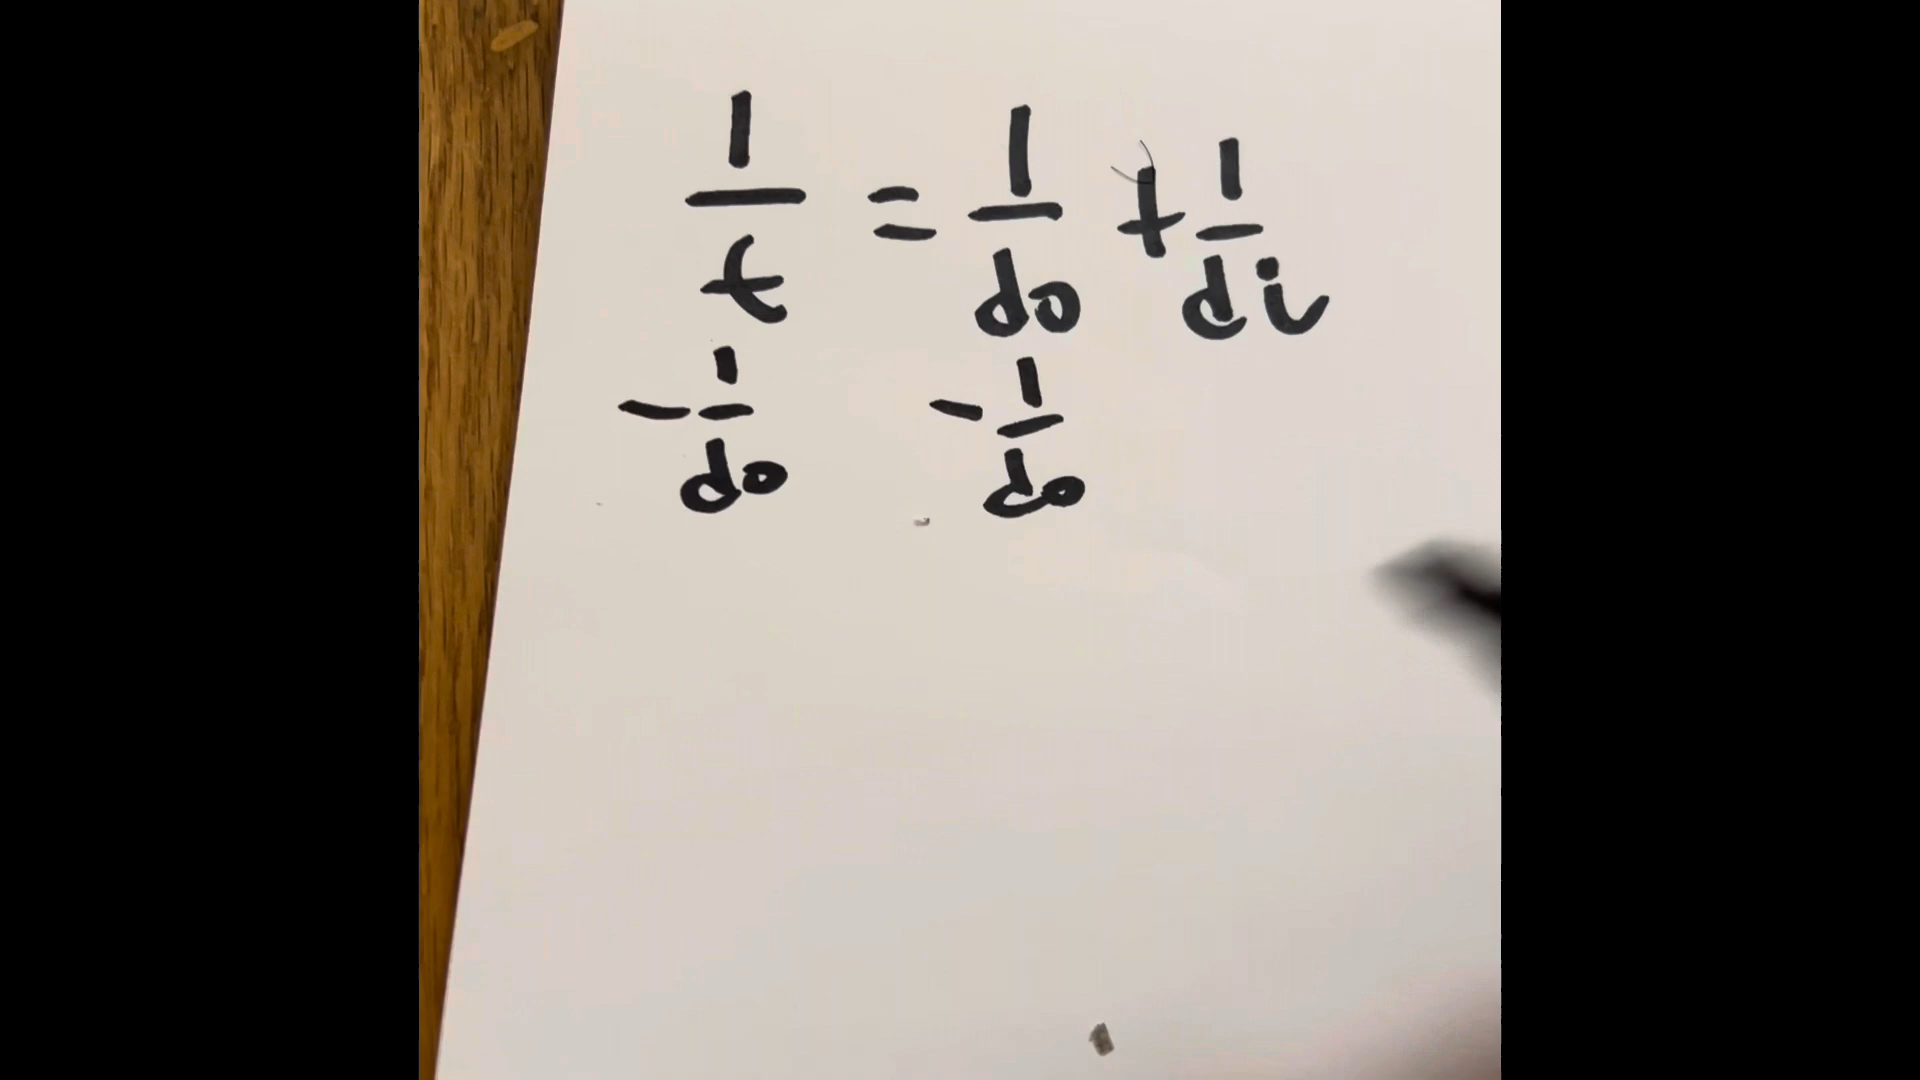 1/f = 1/do + 1/di
-1/do -1/do